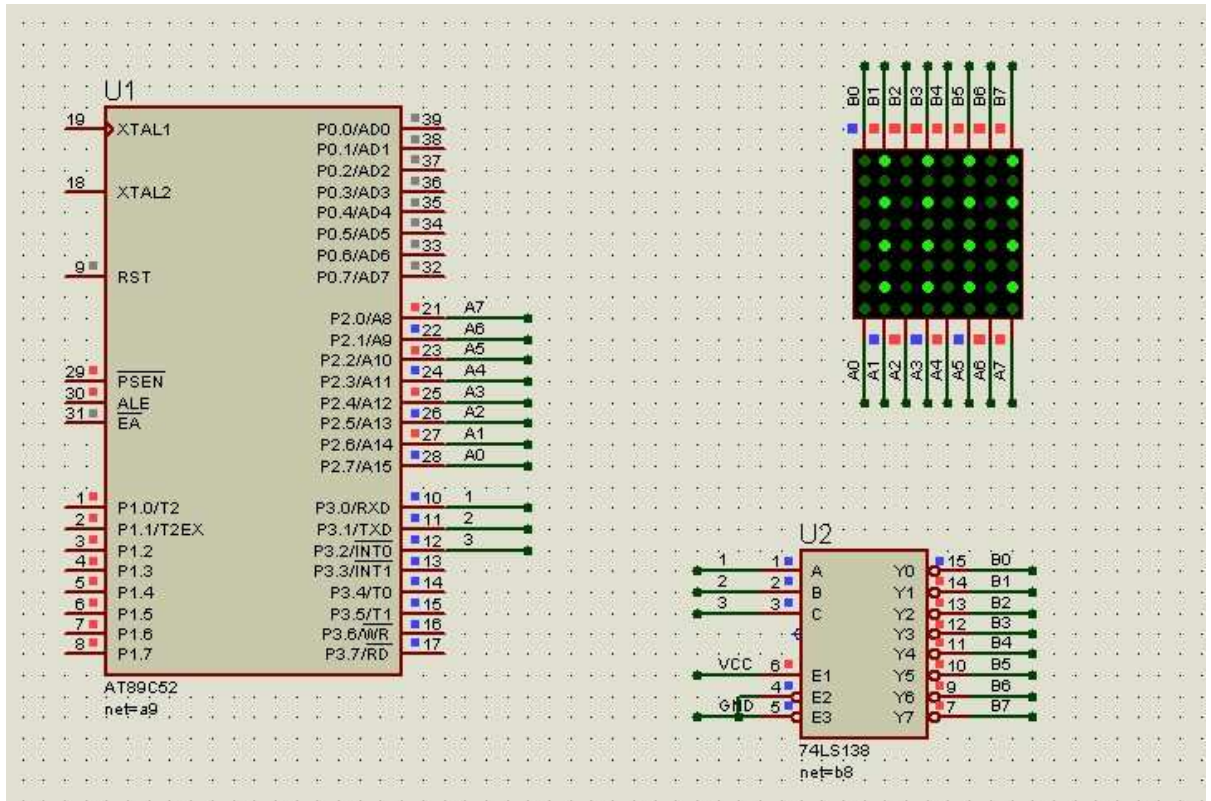 U1
19 XTAL1
18 XTAL2
9 RST
29 PSEN
30 ALE
31 EA
1 P1.0/T2
2 P1.1/T2EX
3 P1.2
4 P1.3
5 P1.4
6 P1.5
7 P1.6
8 P1.7
P0.0/AD0 39
P0.1/AD1 38
P0.2/AD2 37
P0.3/AD3 36
P0.4/AD4 35
P0.5/AD5 34
P0.6/AD6 33
P0.7/AD7 32
P2.0/A8 21 A7
P2.1/A9 22 A6
P2.2/A10 23 A5
P2.3/A11 24 A4
P2.4/A12 25 A3
P2.5/A13 26 A2
P2.6/A14 27 A1
P2.7/A15 28 A0
P3.0/RXD 10 1
P3.1/TXD 11 2
P3.2/INT0 12 3
P3.3/INT1 13
P3.4/T0 14
P3.5/T1 15
P3.6/WR 16
P3.7/RD 17
AT89C52
net=a9
B0 B1 B2 B3 B4 B5 B6 B7
A0 A1 A2 A3 A4 A5 A6 A7
U2
1 1 A
2 2 B
3 3 C
VCC 6 E1
4 E2
GND 5 E3
Y0 15 B0
Y1 14 B1
Y2 13 B2
Y3 12 B3
Y4 11 B4
Y5 10 B5
Y6 9 B6
Y7 7 B7
74LS138
net=b8